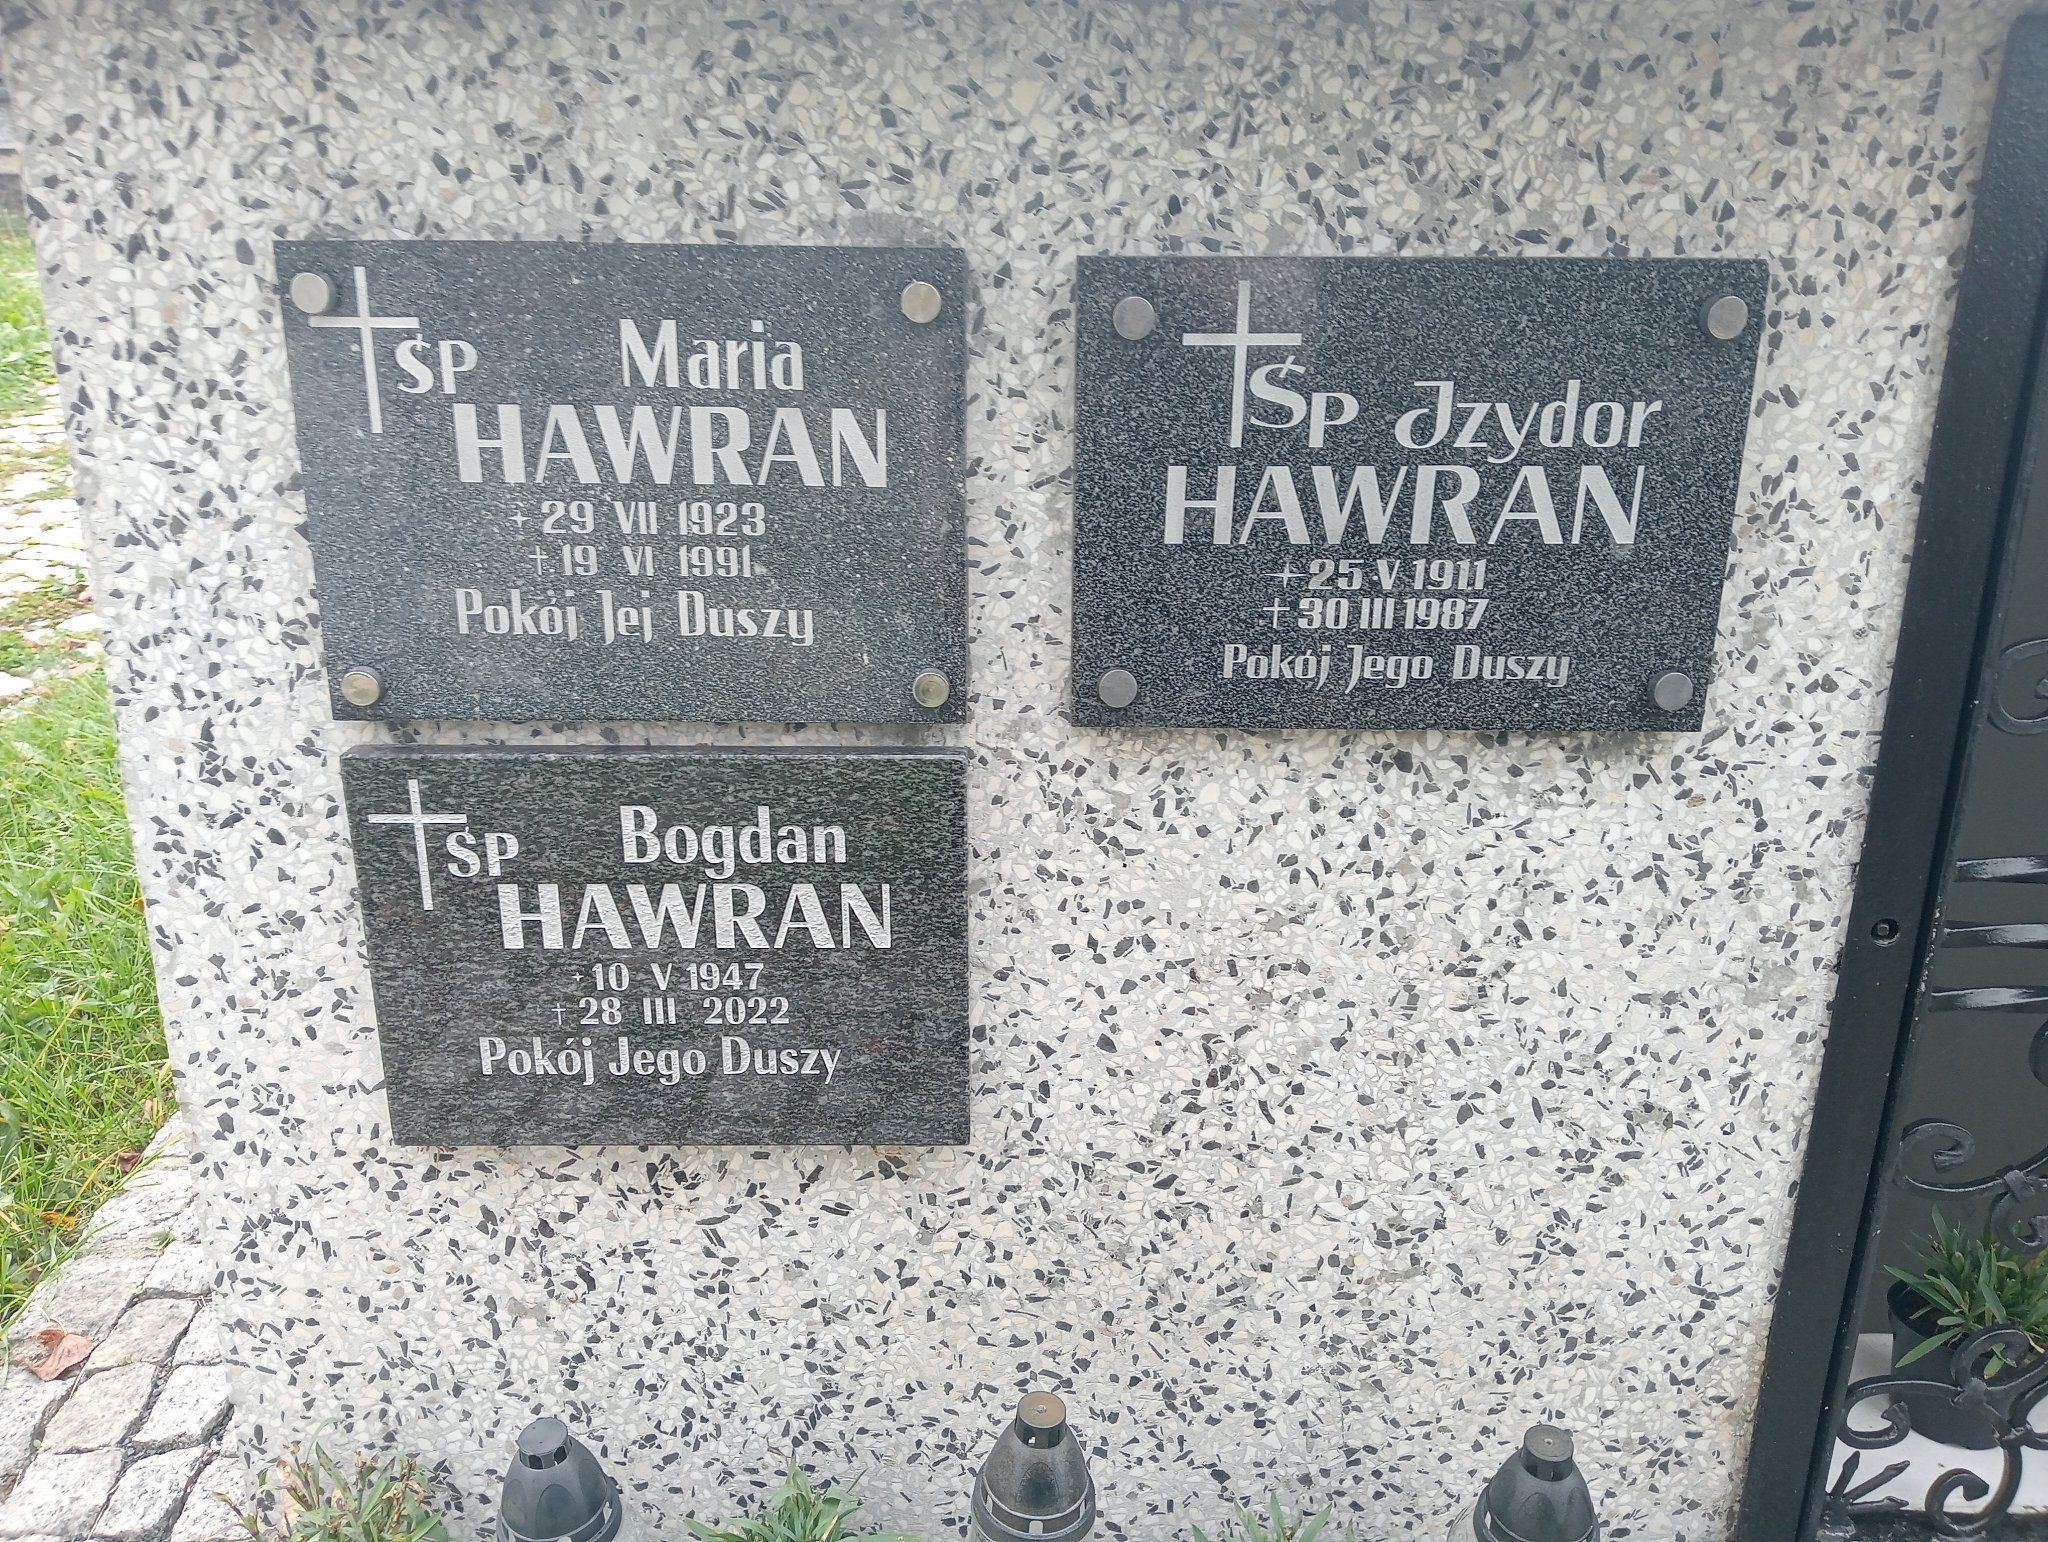 ŚP Maria
HAWRAN
+ 29 VII 1923
+ 19 VI 1991
Pokój Jej Duszy
ŚP Izydor
HAWRAN
+ 25 V 1911
+ 30 III 1987
Pokój Jego Duszy
ŚP Bogdan
HAWRAN
+ 10 V 1947
+ 28 III 2022
Pokój Jego Duszy